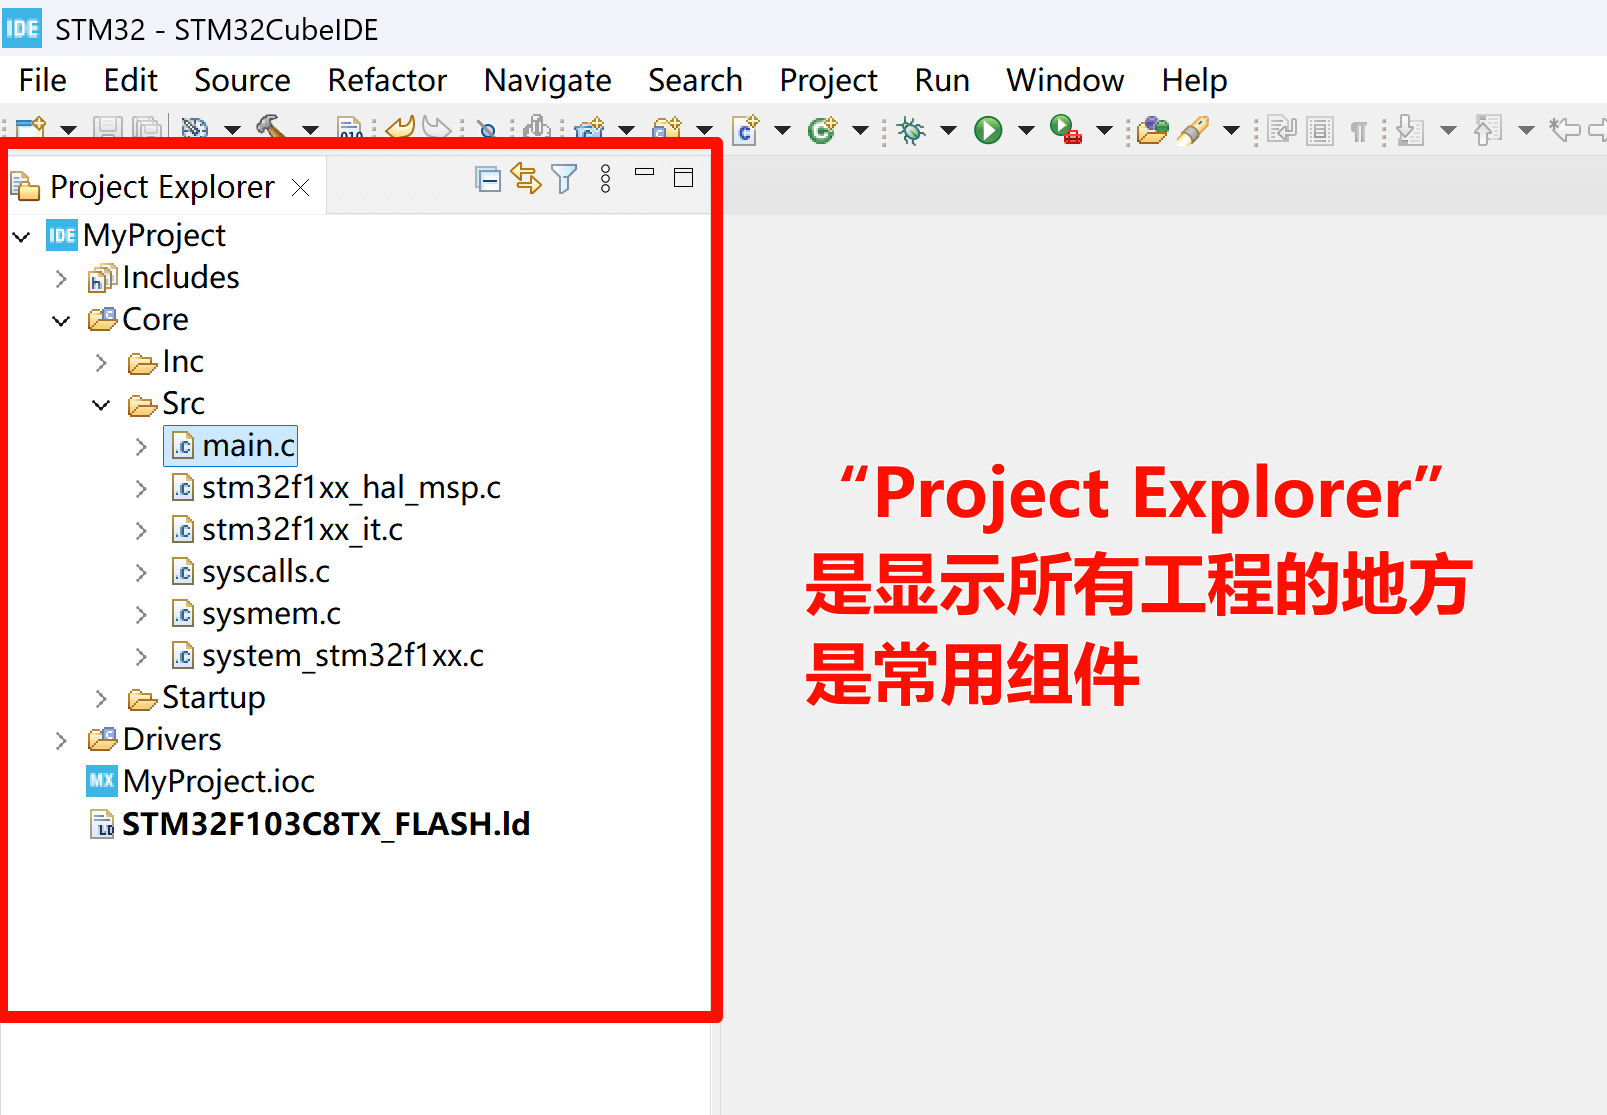 IDE STM32 - STM32CubeIDE
File Edit Source Refactor Navigate Search Project Run Window Help
Project Explorer
IDE MyProject
Includes
Core
Inc
Src
main.c
stm32f1xx_hal_msp.c
stm32f1xx_it.c
syscalls.c
sysmem.c
system_stm32f1xx.c
Startup
Drivers
MX MyProject.ioc
STM32F103C8TX_FLASH.ld
“Project Explorer”
是显示所有工程的地方
是常用组件